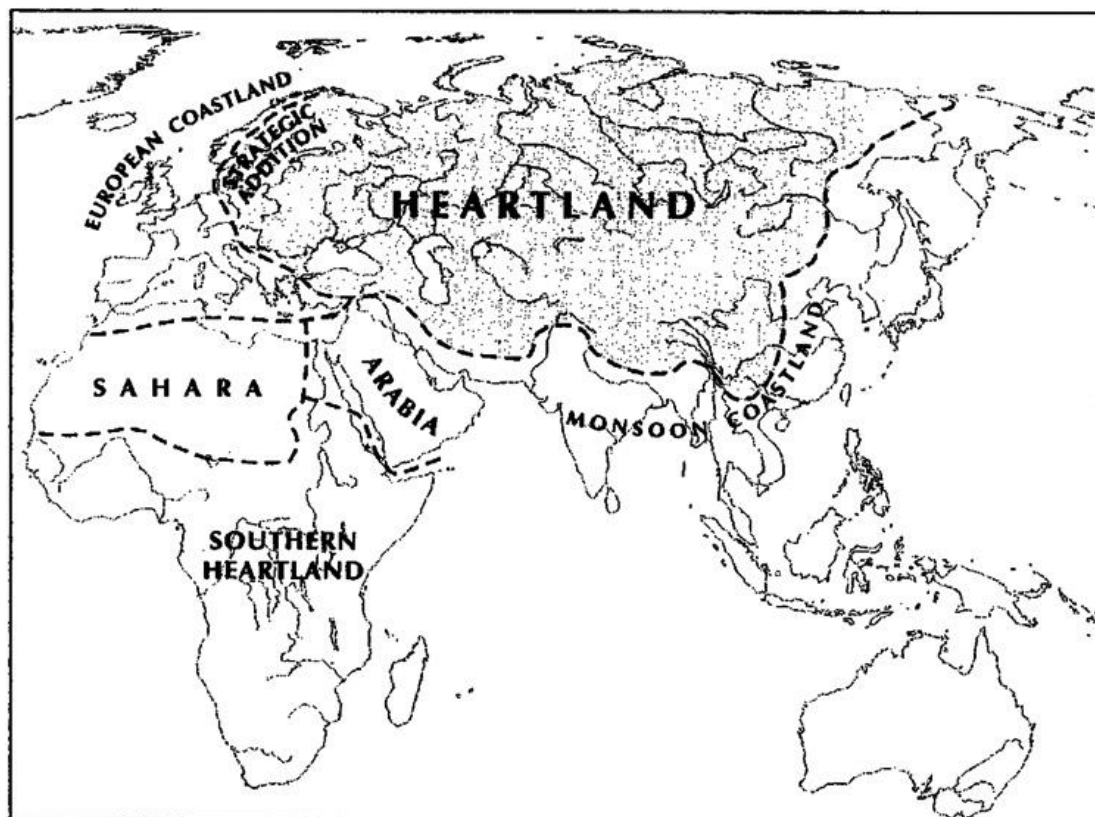 EUROPEAN COASTLAND
STRATEGIC
ADDITION
HEARTLAND
SAHARA
ARABIA
MONSOON COASTLAND
SOUTHERN
HEARTLAND